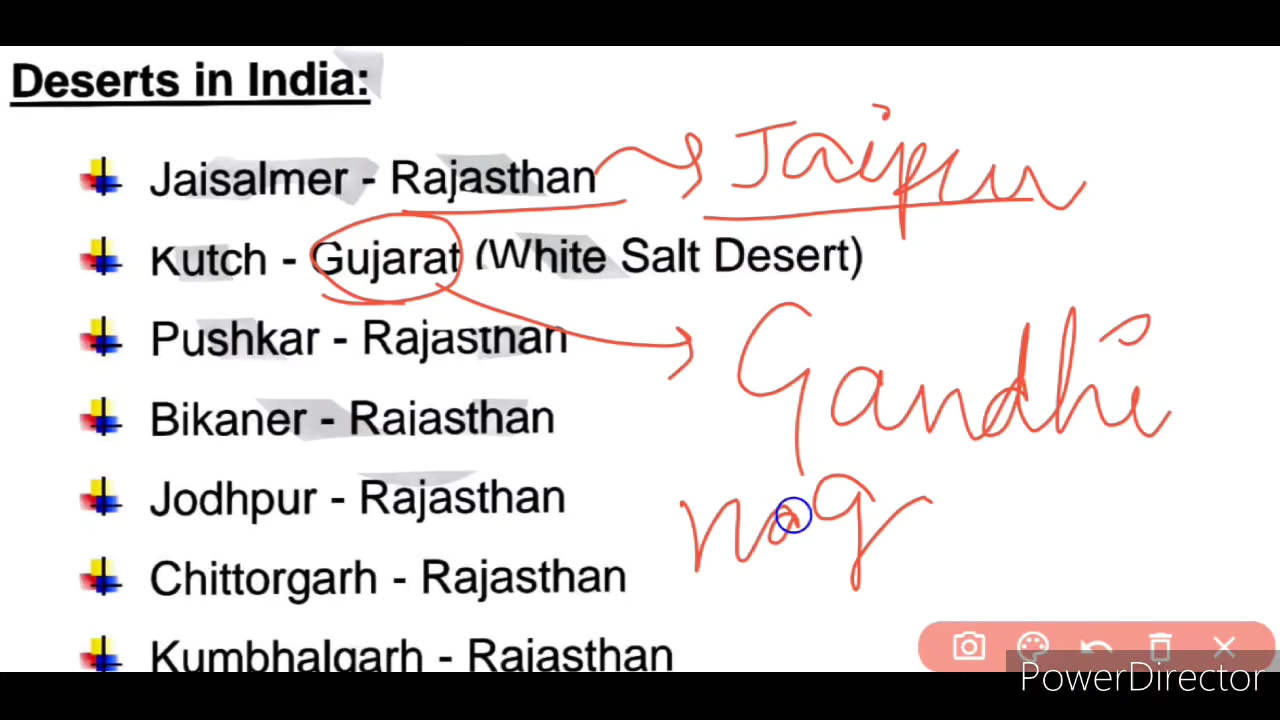 Deserts in India:
Jaisalmer - Rajasthan Jaipur
Kutch - Gujarat (White Salt Desert)
Pushkar - Rajasthan Gandhi
Bikaner - Rajasthan
Jodhpur - Rajasthan nag
Chittorgarh - Rajasthan
Kumbhalgarh - Rajasthan
PowerDirector